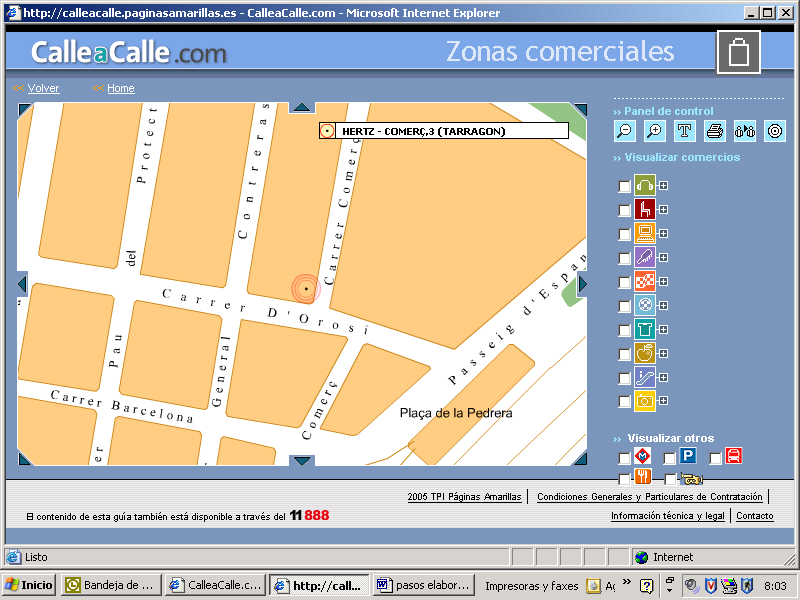 http://calleacalle.paginasamarillas.es - CalleaCalle.com - Microsoft Internet Explorer
CalleaCalle.com
Zonas comerciales
<< Volver
<< Home
HERTZ - COMERÇ,3 (TARRAGON)
Protect
del
Pau
Contreras
General
Carrer Comerç
Comerç
Carrer D'Orosi
Passeig d'Espan
Carrer Barcelona
er
Plaça de la Pedrera
>> Panel de control
T
>> Visualizar comercios
>> Visualizar otros
M
P
2005 TPI Páginas Amarillas
Condiciones Generales y Particulares de Contratación
El contenido de esta guía también está disponible a través del 11888
Información técnica y legal
Contacto
Listo
Internet
Inicio
Bandeja de ...
CalleaCalle.c...
http://call...
pasos elabor...
Impresoras y faxes
8:03